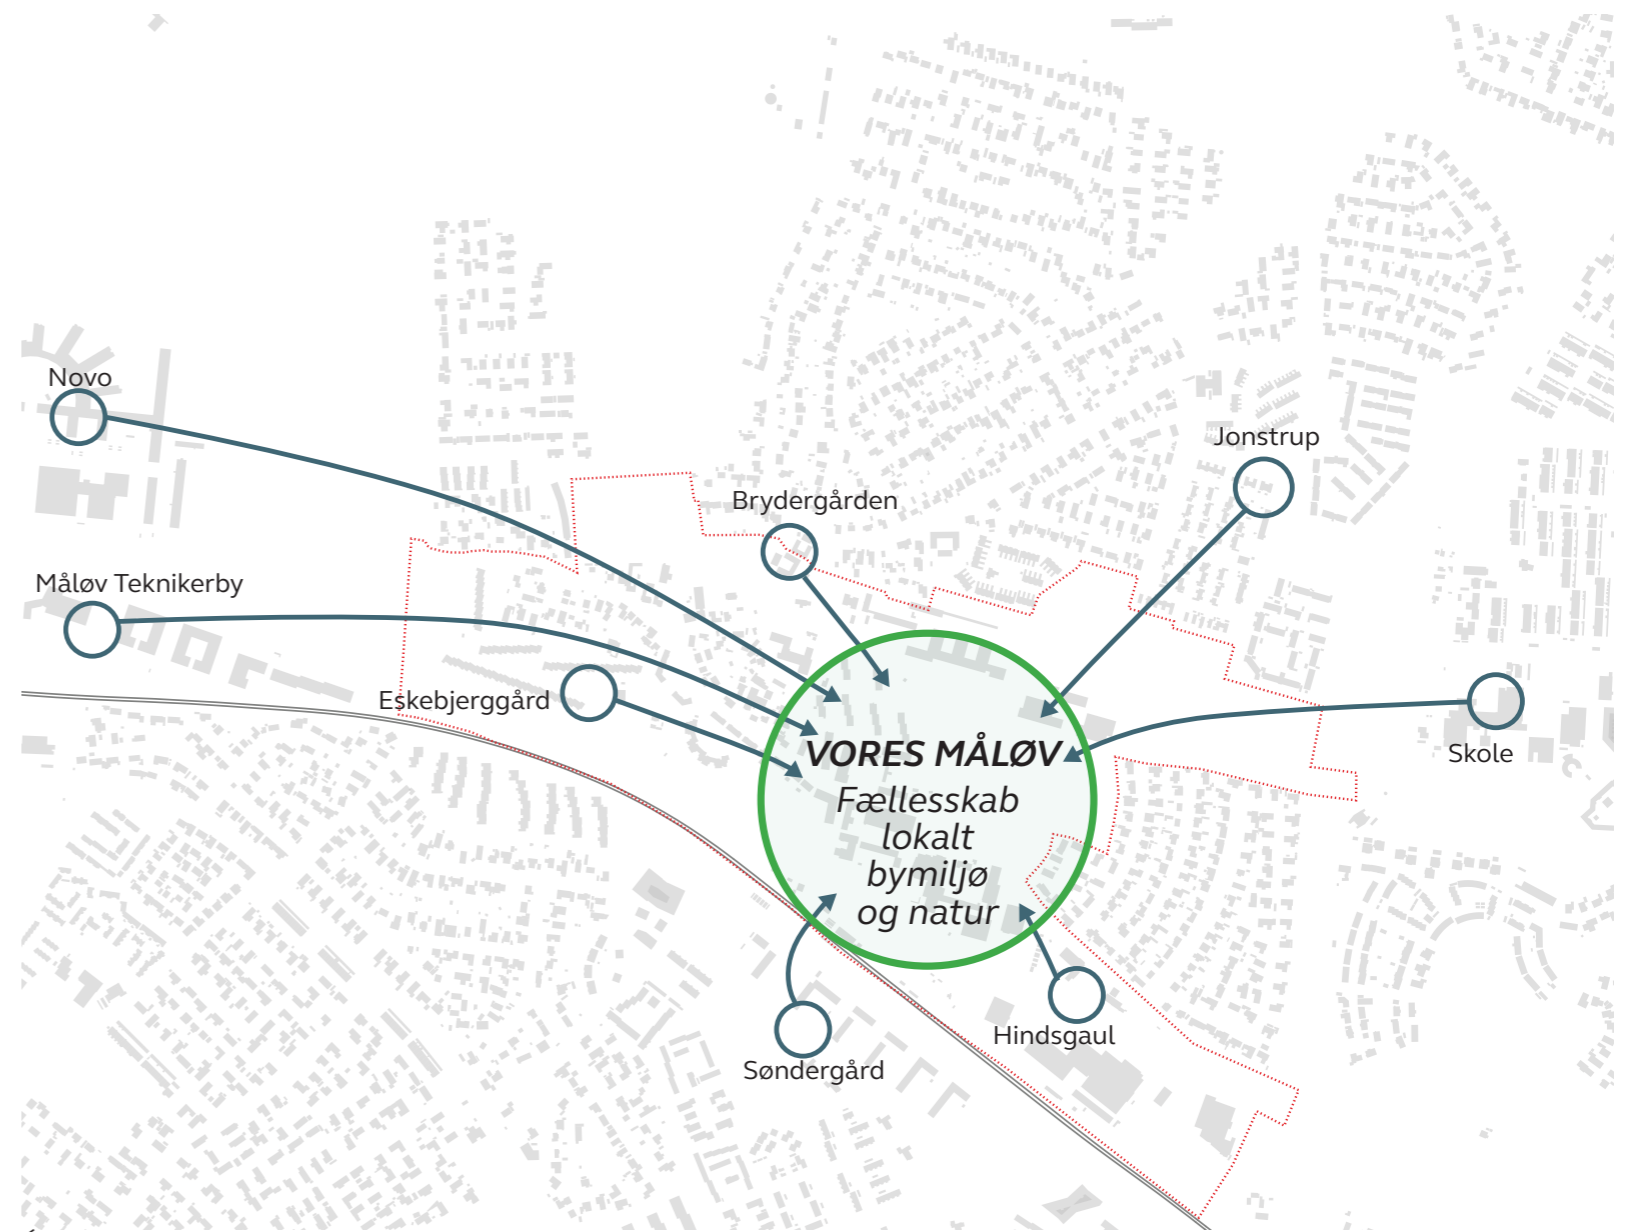 Novo
Jonstrup
Brydergården
Måløv Teknikerby
Eskebjerggård
VORES MÅLØV
Fællesskab
lokalt
bymiljø
og natur
Skole
Hindsgaul
Søndergård